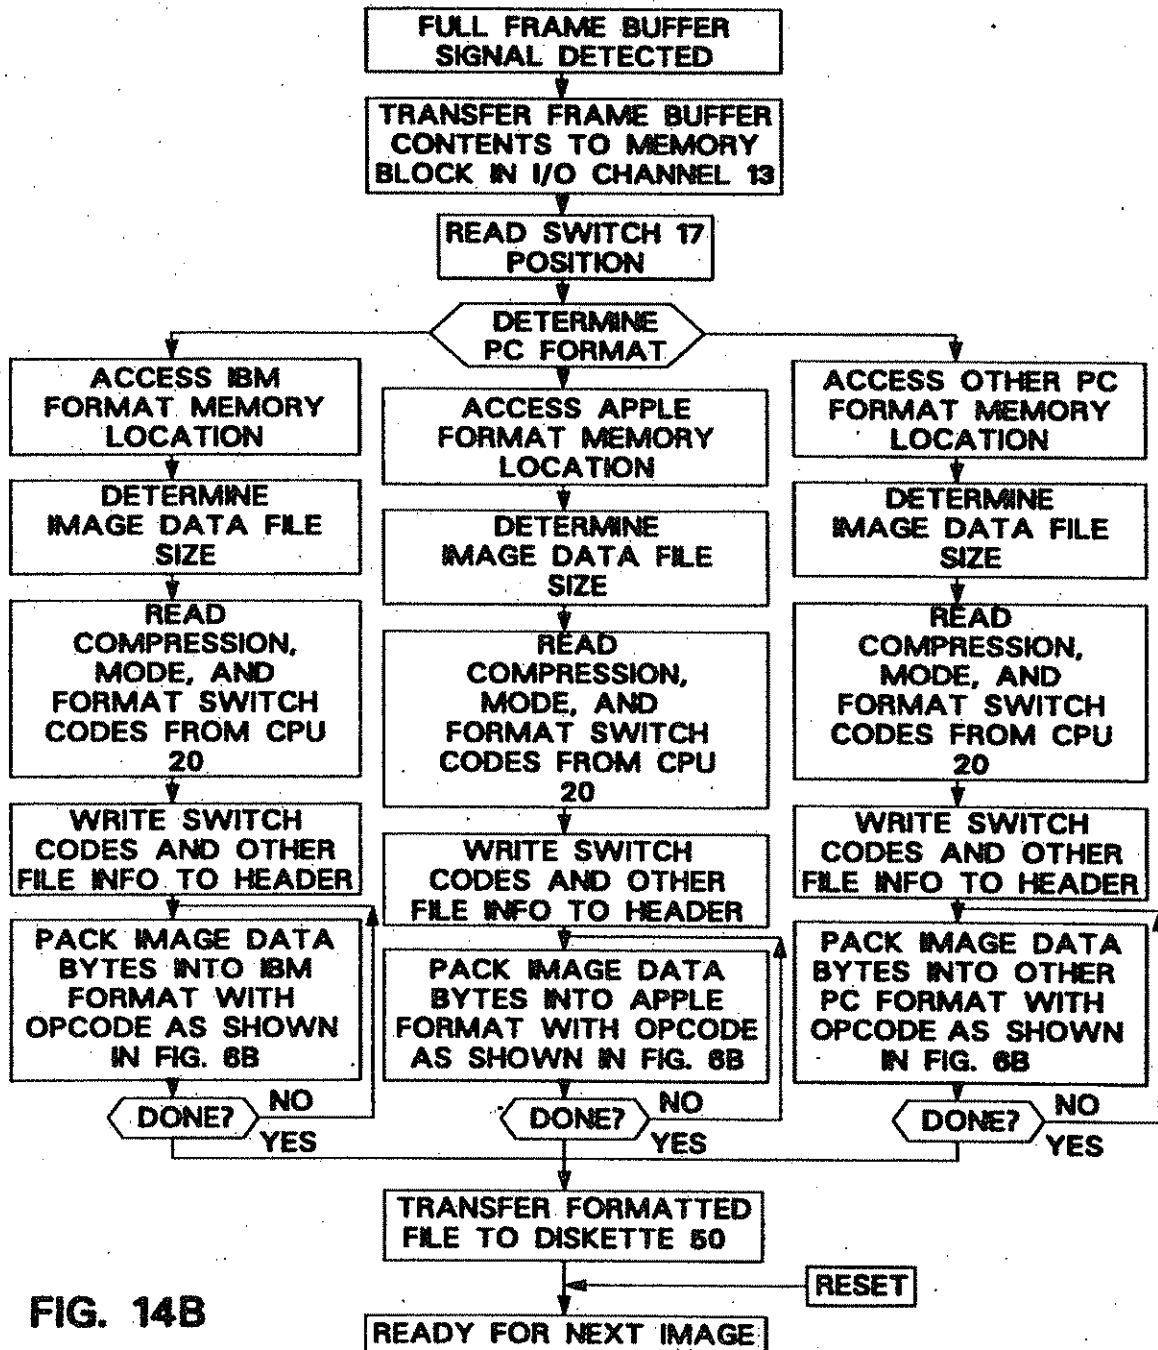 FULL FRAME BUFFER
SIGNAL DETECTED
TRANSFER FRAME BUFFER
CONTENTS TO MEMORY
BLOCK IN I/O CHANNEL 13
READ SWITCH 17
POSITION
DETERMINE
PC FORMAT
ACCESS IBM
FORMAT MEMORY
LOCATION
DETERMINE
IMAGE DATA FILE
SIZE
READ
COMPRESSION,
MODE, AND
FORMAT SWITCH
CODES FROM CPU
20
WRITE SWITCH
CODES AND OTHER
FILE INFO TO HEADER
PACK IMAGE DATA
BYTES INTO IBM
FORMAT WITH
OPCODE AS SHOWN
IN FIG. 6B
DONE?
NO
YES
ACCESS APPLE
FORMAT MEMORY
LOCATION
DETERMINE
IMAGE DATA FILE
SIZE
READ
COMPRESSION,
MODE, AND
FORMAT SWITCH
CODES FROM CPU
20
WRITE SWITCH
CODES AND OTHER
FILE INFO TO HEADER
PACK IMAGE DATA
BYTES INTO APPLE
FORMAT WITH OPCODE
AS SHOWN IN FIG. 6B
DONE?
NO
YES
ACCESS OTHER PC
FORMAT MEMORY
LOCATION
DETERMINE
IMAGE DATA FILE
SIZE
READ
COMPRESSION,
MODE, AND
FORMAT SWITCH
CODES FROM CPU
20
WRITE SWITCH
CODES AND OTHER
FILE INFO TO HEADER
PACK IMAGE DATA
BYTES INTO OTHER
PC FORMAT WITH
OPCODE AS SHOWN
IN FIG. 6B
DONE?
NO
YES
TRANSFER FORMATTED
FILE TO DISKETTE 50
RESET
READY FOR NEXT IMAGE
FIG. 14B